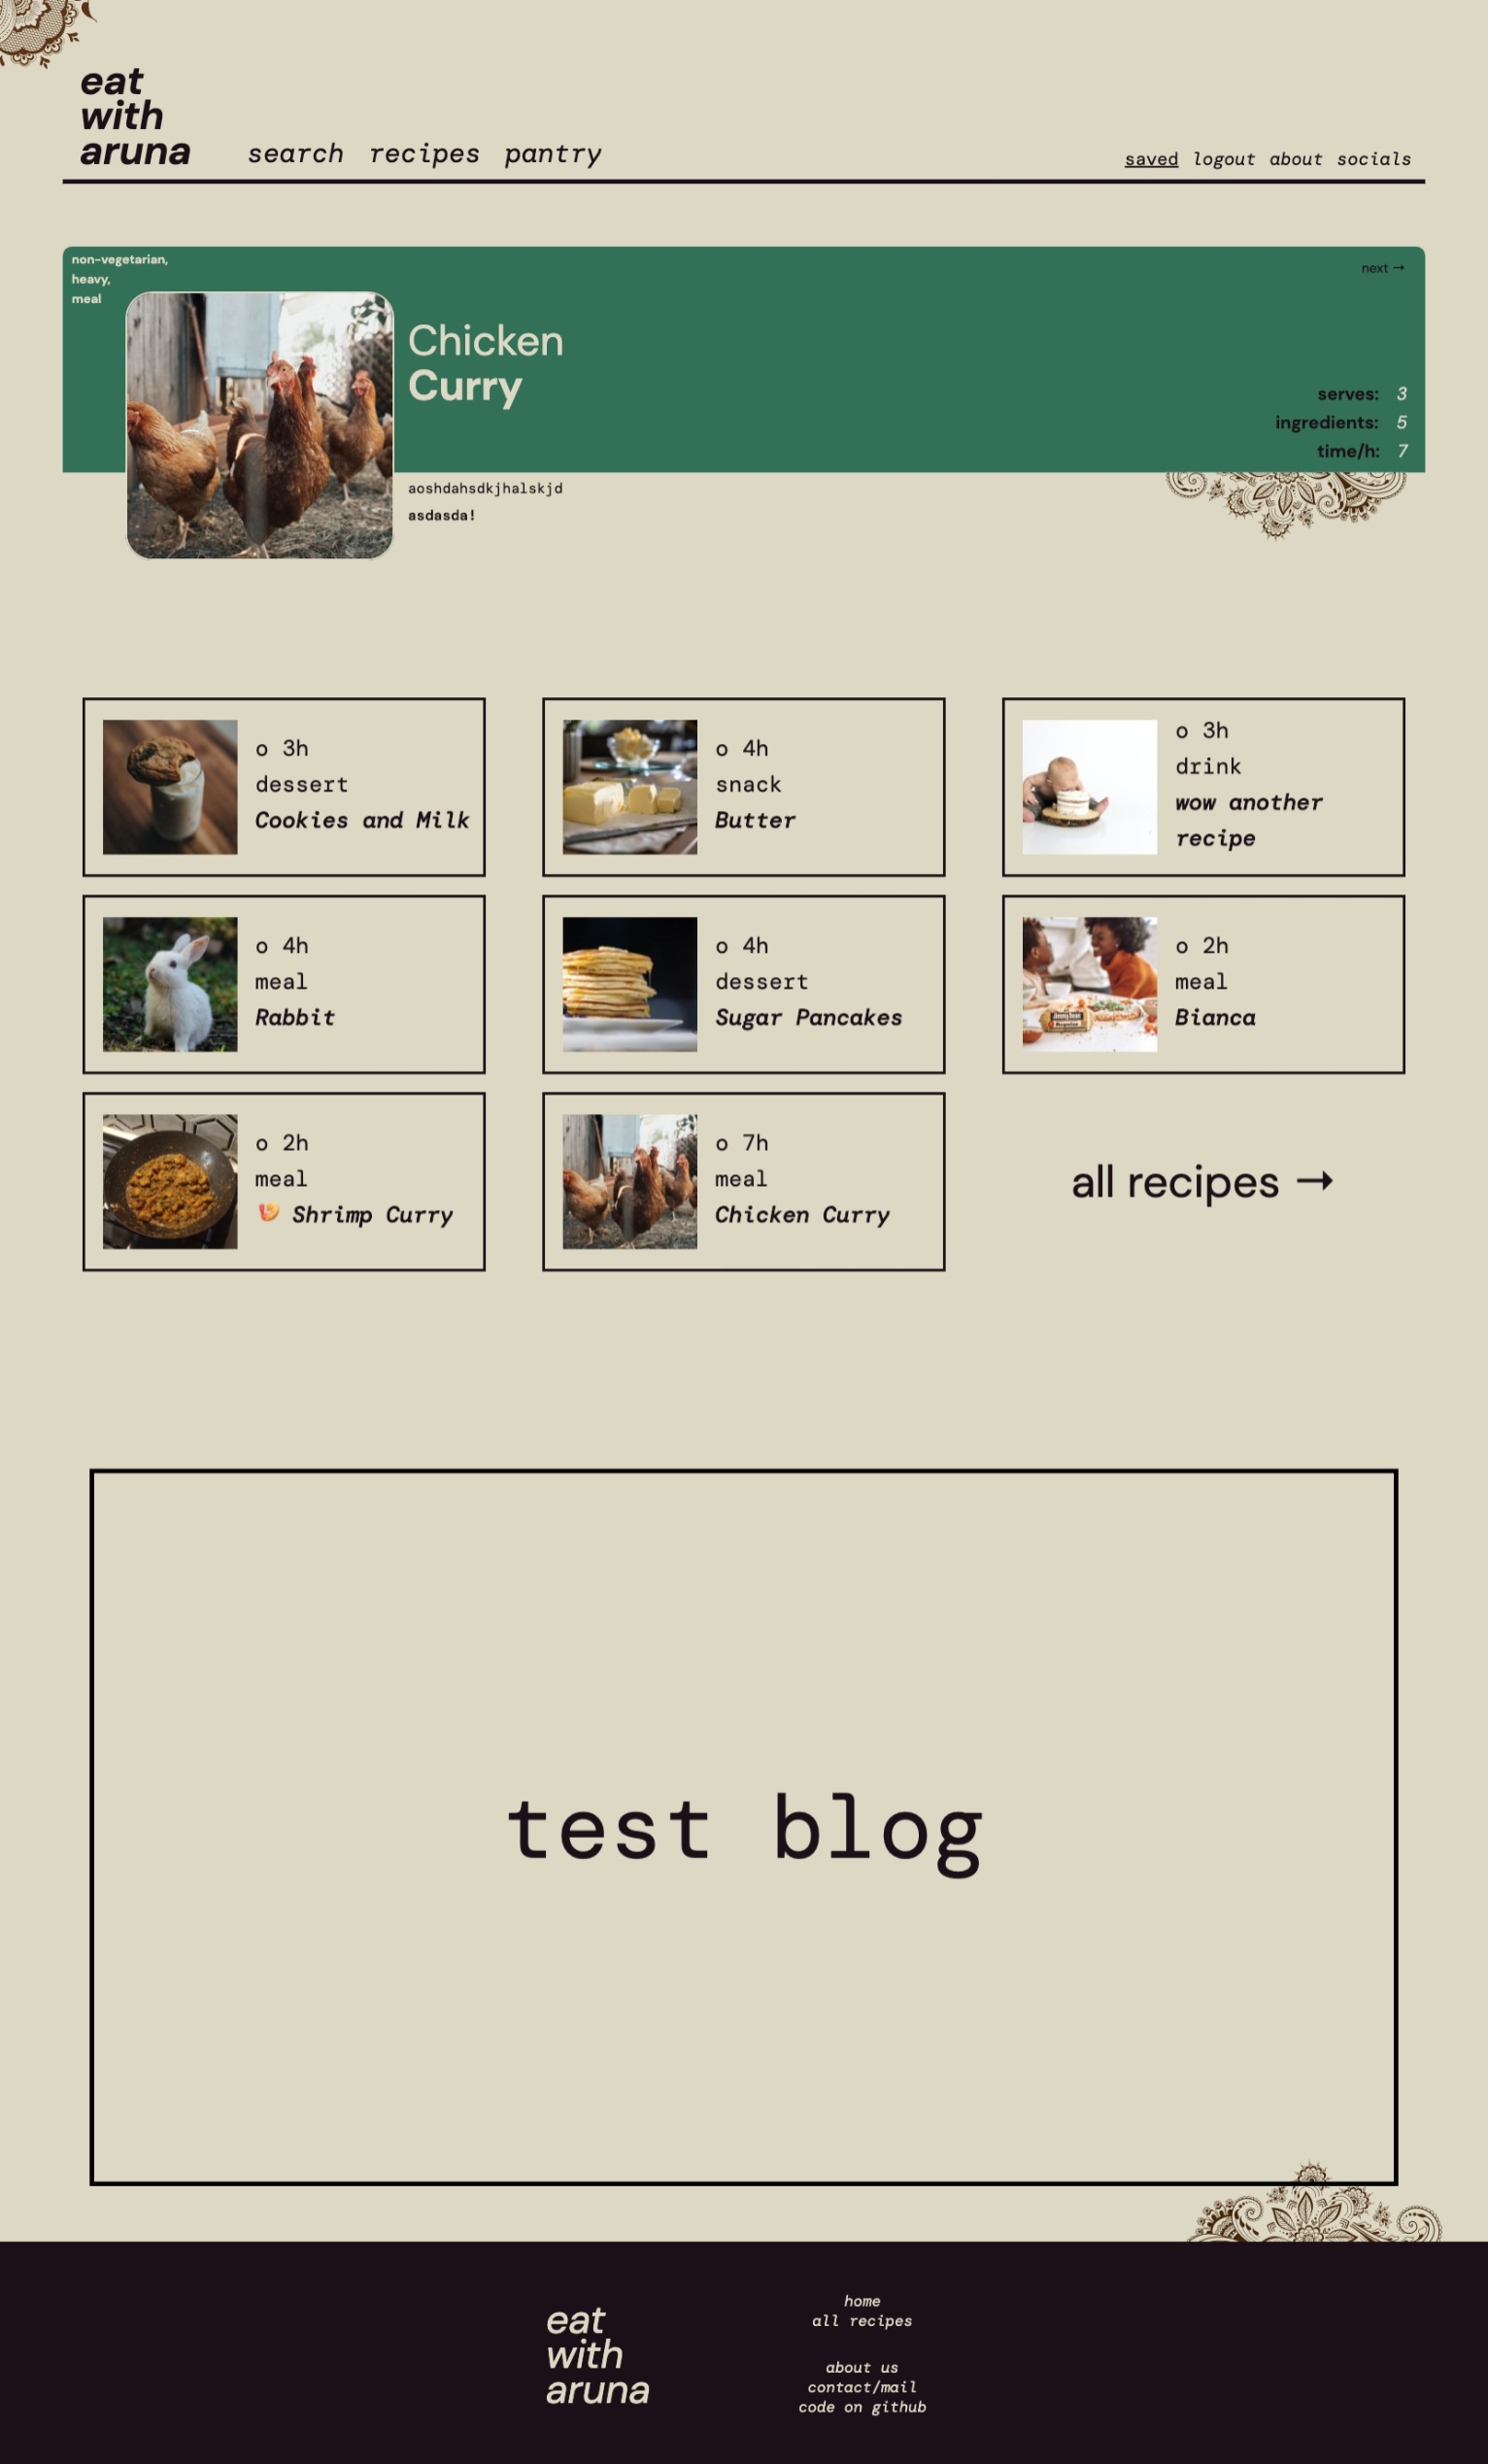 eat
with
aruna
search recipes pantry
saved logout about socials
non-vegetarian,
heavy,
meal
next →
Chicken
Curry
serves: 3
ingredients: 5
time/h: 7
aoshdahsdkjhalskjd
asdasda!
o 3h
dessert
Cookies and Milk
o 4h
snack
Butter
o 3h
drink
wow another
recipe
o 4h
meal
Rabbit
o 4h
dessert
Sugar Pancakes
o 2h
meal
Bianca
o 2h
meal
🍤 Shrimp Curry
o 7h
meal
Chicken Curry
all recipes →
test blog
eat
with
aruna
home
all recipes
about us
contact/mail
code on github